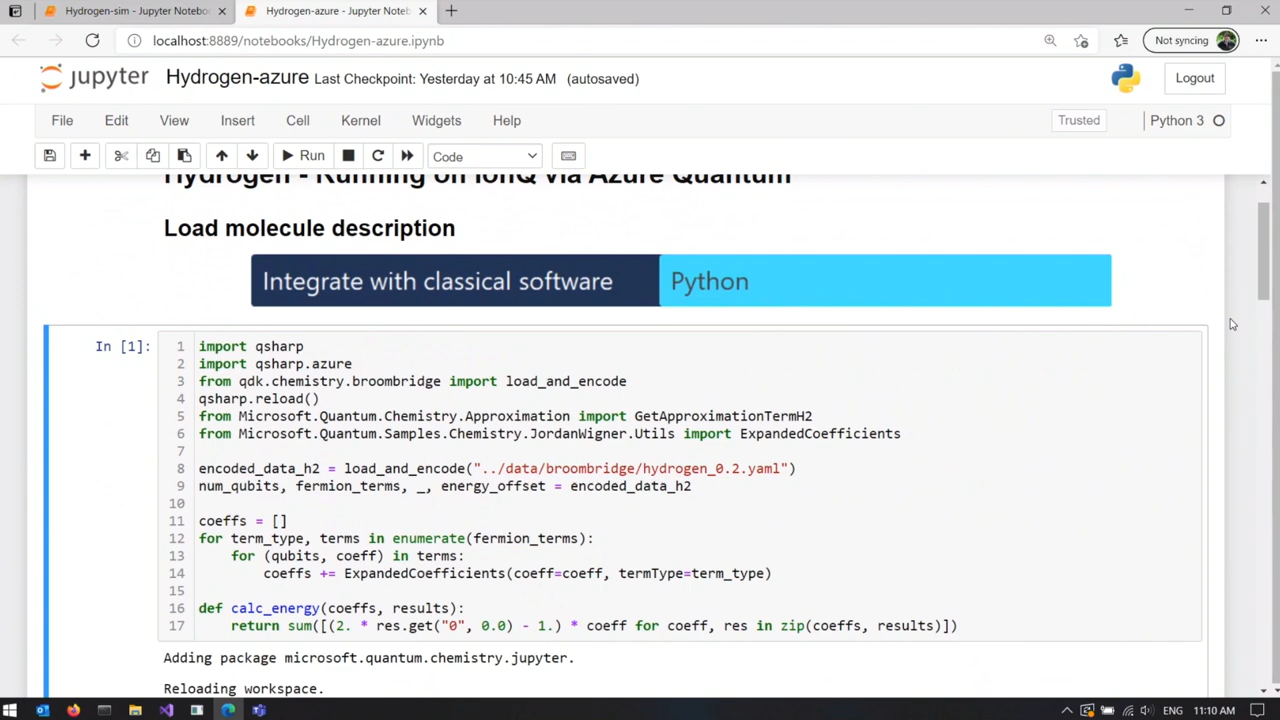 Hydrogen-sim - Jupyter Notebo
Hydrogen-azure - Jupyter Noteb
localhost:8889/notebooks/Hydrogen-azure.ipynb
Not syncing
jupyter
Hydrogen-azure Last Checkpoint: Yesterday at 10:45 AM (autosaved)
Logout
File Edit View Insert Cell Kernel Widgets Help
Trusted
Python 3
Run
Code
Hydrogen - Running on IonQ via Azure Quantum
Load molecule description
Integrate with classical software
Python
In [1]:
1 import qsharp
2 import qsharp.azure
3 from qdk.chemistry.broombridge import load_and_encode
4 qsharp.reload()
5 from Microsoft.Quantum.Chemistry.Approximation import GetApproximationTermH2
6 from Microsoft.Quantum.Samples.Chemistry.JordanWigner.Utils import ExpandedCoefficients
7
8 encoded_data_h2 = load_and_encode("../data/broombridge/hydrogen_0.2.yaml")
9 num_qubits, fermion_terms, _, energy_offset = encoded_data_h2
10
11 coeffs = []
12 for term_type, terms in enumerate(fermion_terms):
13     for (qubits, coeff) in terms:
14         coeffs += ExpandedCoefficients(coeff=coeff, termType=term_type)
15
16 def calc_energy(coeffs, results):
17     return sum([(2. * res.get("0", 0.0) - 1.) * coeff for coeff, res in zip(coeffs, results)])
Adding package microsoft.quantum.chemistry.jupyter.
Reloading workspace.
ENG
11:10 AM